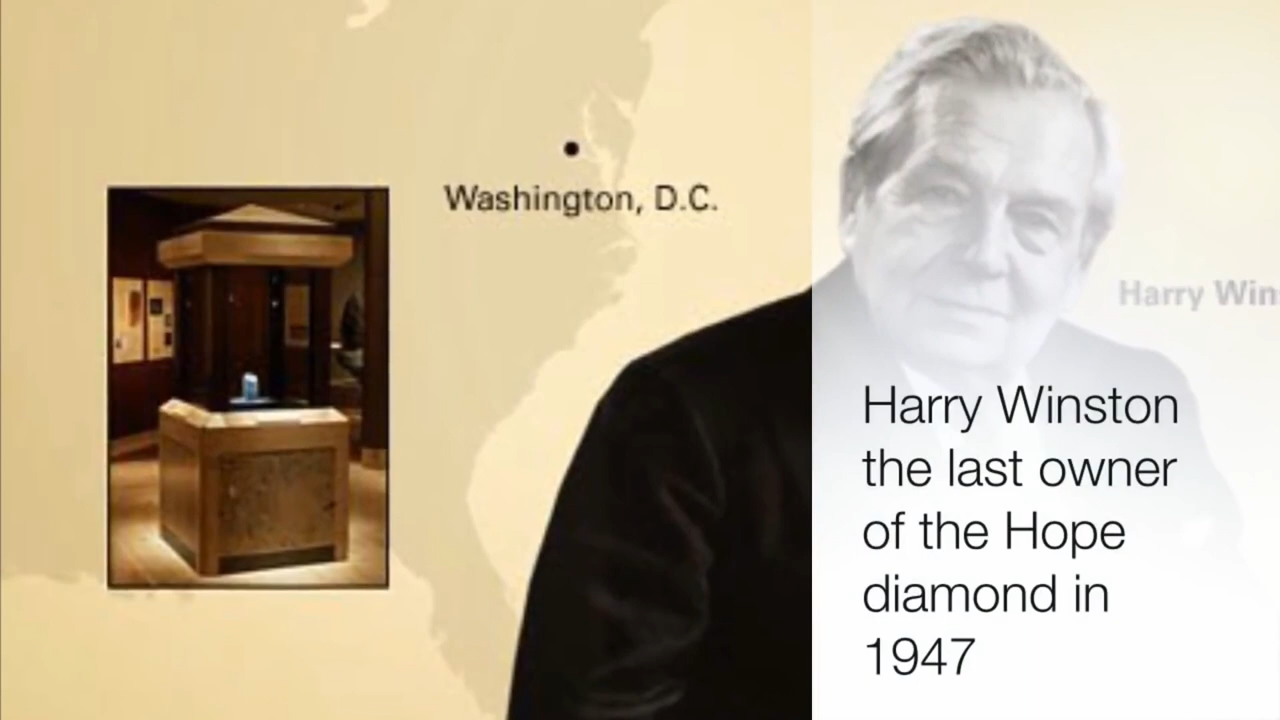 Washington, D.C.
Harry Win
Harry Winston
the last owner
of the Hope
diamond in
1947